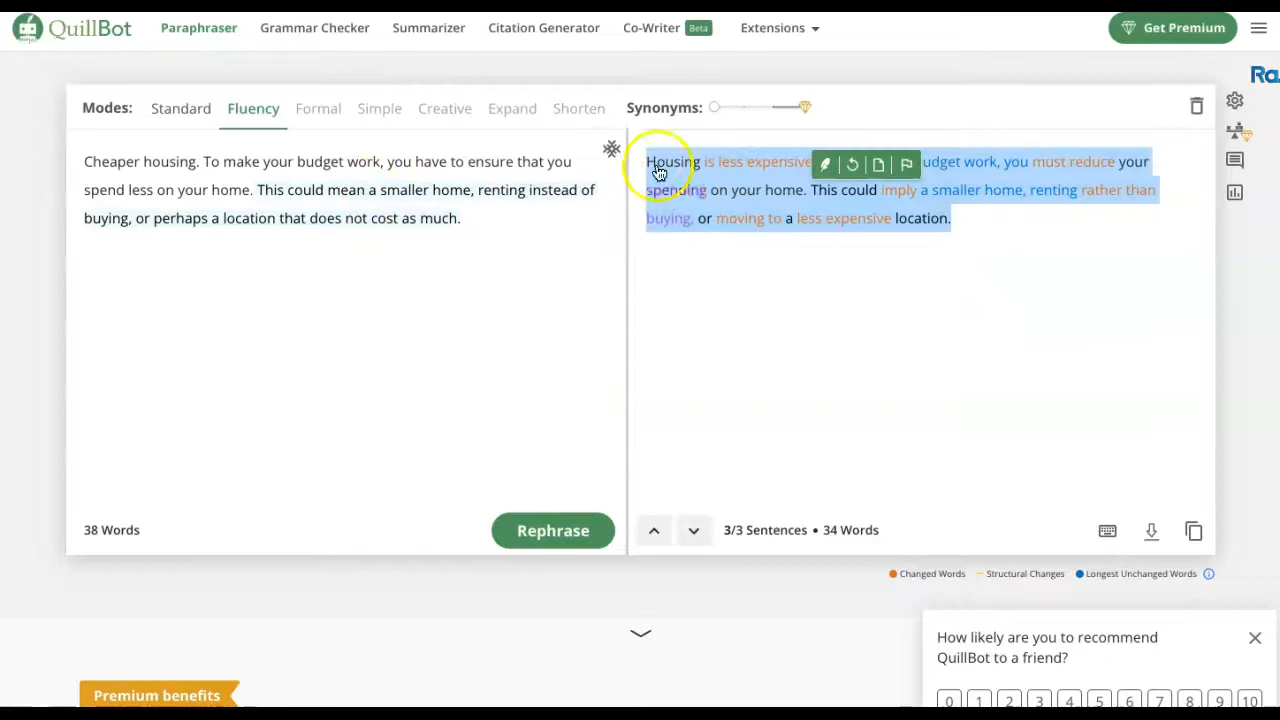 QuillBot Paraphraser Grammar Checker Summarizer Citation Generator Co-Writer Beta Extensions Get Premium
Modes: Standard Fluency Formal Simple Creative Expand Shorten Synonyms:
Cheaper housing. To make your budget work, you have to ensure that you
spend less on your home. This could mean a smaller home, renting instead of
buying, or perhaps a location that does not cost as much.
38 Words
Rephrase
Housing is less expensive udget work, you must reduce your
spending on your home. This could imply a smaller home, renting rather than
buying, or moving to a less expensive location.
3/3 Sentences • 34 Words
Changed Words Structural Changes Longest Unchanged Words
How likely are you to recommend
QuillBot to a friend?
0 1 2 3 4 5 6 7 8 9 10
Premium benefits